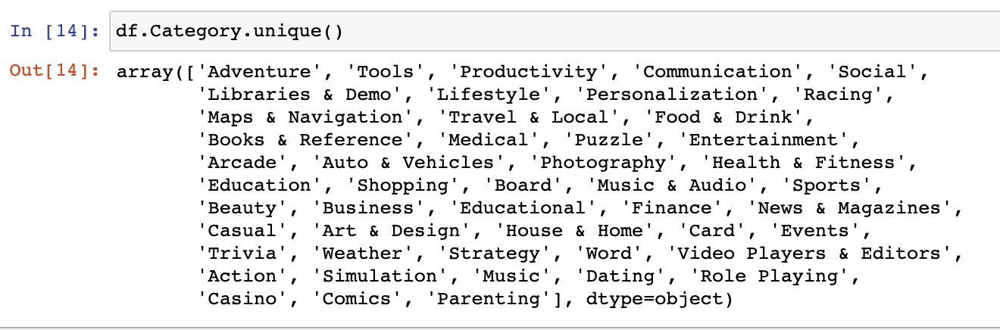 In [14]: df.Category.unique()
Out[14]: array(['Adventure', 'Tools', 'Productivity', 'Communication', 'Social',
'Libraries & Demo', 'Lifestyle', 'Personalization', 'Racing',
'Maps & Navigation', 'Travel & Local', 'Food & Drink',
'Books & Reference', 'Medical', 'Puzzle', 'Entertainment',
'Arcade', 'Auto & Vehicles', 'Photography', 'Health & Fitness',
'Education', 'Shopping', 'Board', 'Music & Audio', 'Sports',
'Beauty', 'Business', 'Educational', 'Finance', 'News & Magazines',
'Casual', 'Art & Design', 'House & Home', 'Card', 'Events',
'Trivia', 'Weather', 'Strategy', 'Word', 'Video Players & Editors',
'Action', 'Simulation', 'Music', 'Dating', 'Role Playing',
'Casino', 'Comics', 'Parenting'], dtype=object)